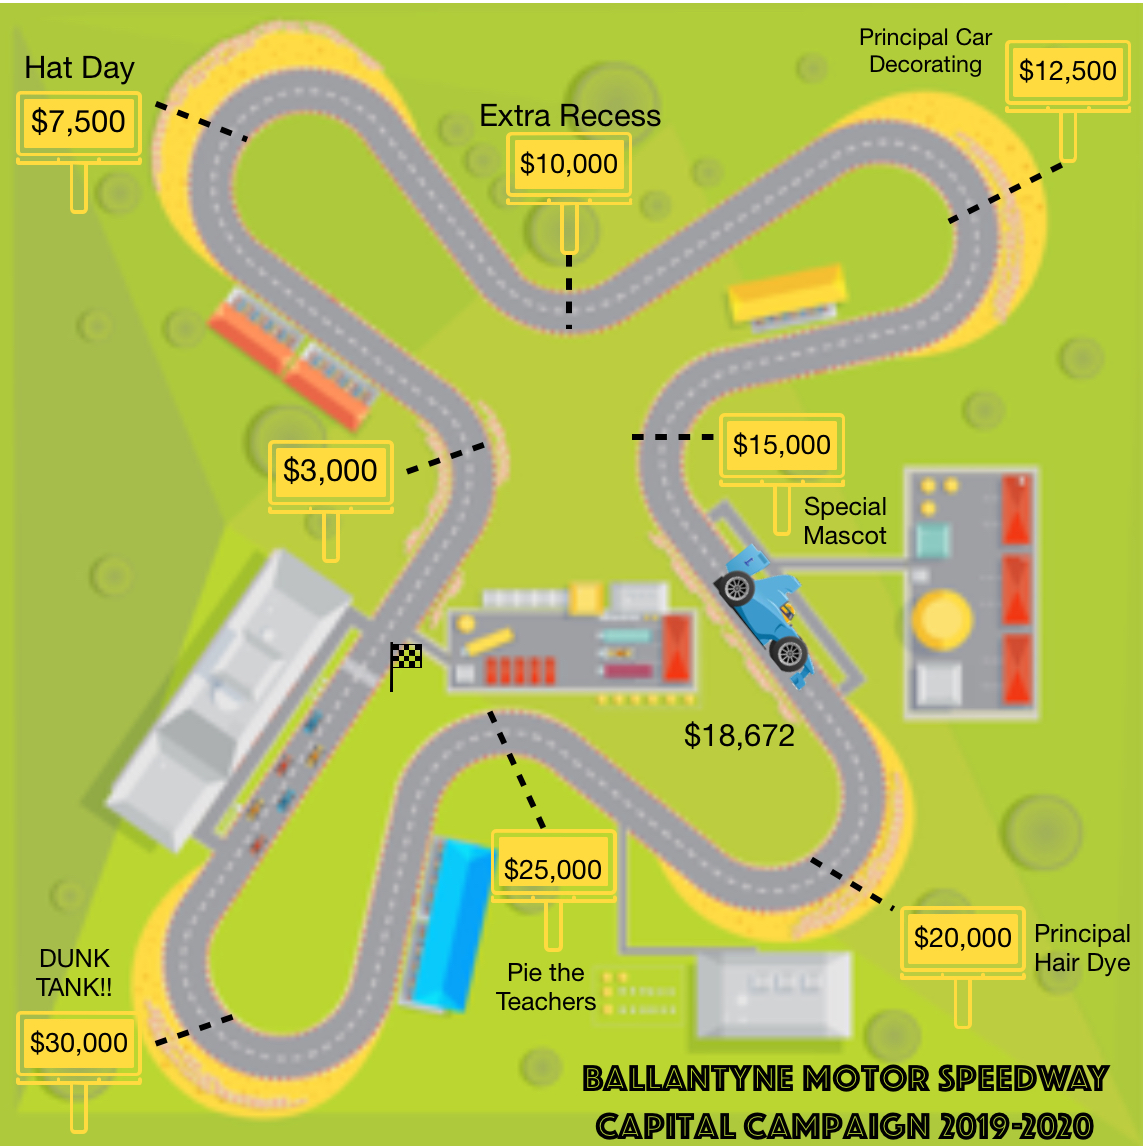 Hat Day
$7,500
Extra Recess
$10,000
Principal Car
Decorating
$12,500
$3,000
$15,000
Special
Mascot
$18,672
$25,000
Pie the
Teachers
$20,000
Principal
Hair Dye
DUNK
TANK!!
$30,000
BALLANTYNE MOTOR SPEEDWAY
CAPITAL CAMPAIGN 2019-2020